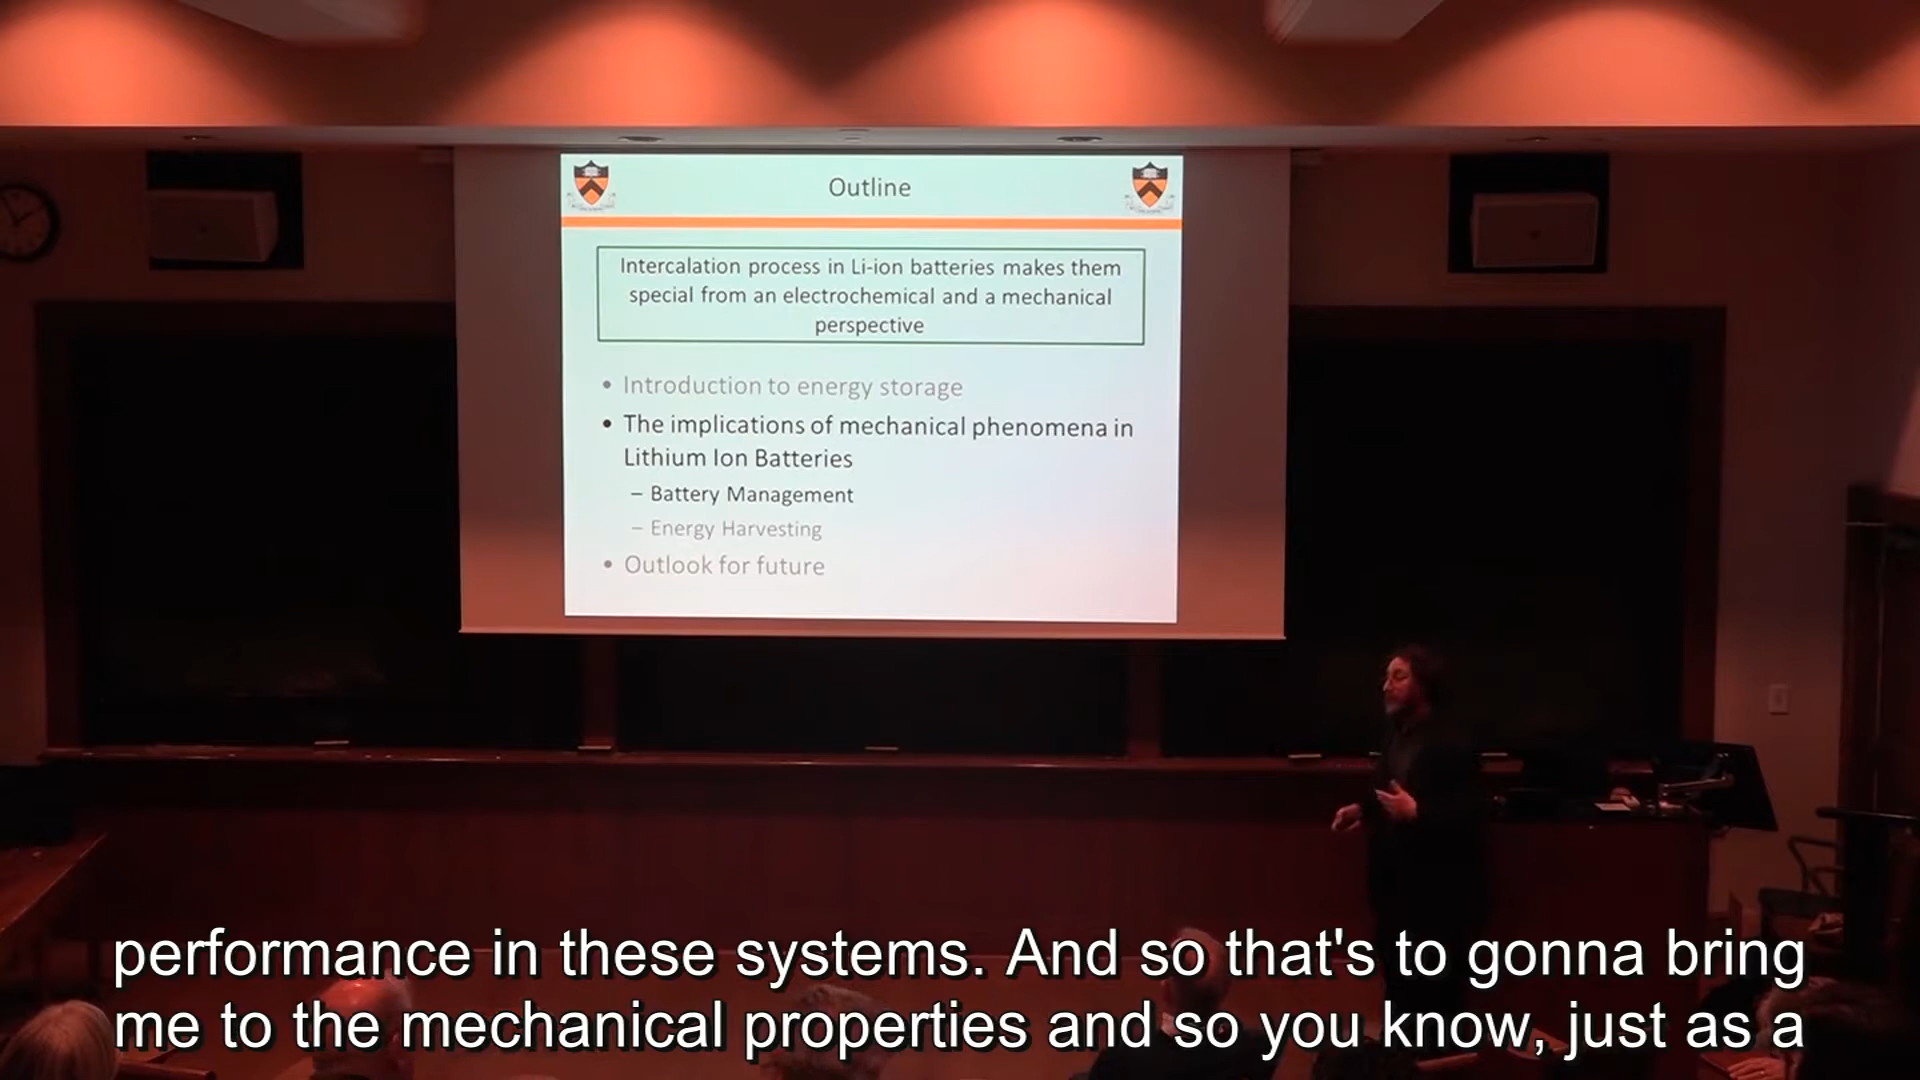 Outline
Intercalation process in Li-ion batteries makes them
special from an electrochemical and a mechanical
perspective
• Introduction to energy storage
• The implications of mechanical phenomena in
Lithium Ion Batteries
– Battery Management
– Energy Harvesting
• Outlook for future
performance in these systems. And so that's to gonna bring
me to the mechanical properties and so you know, just as a